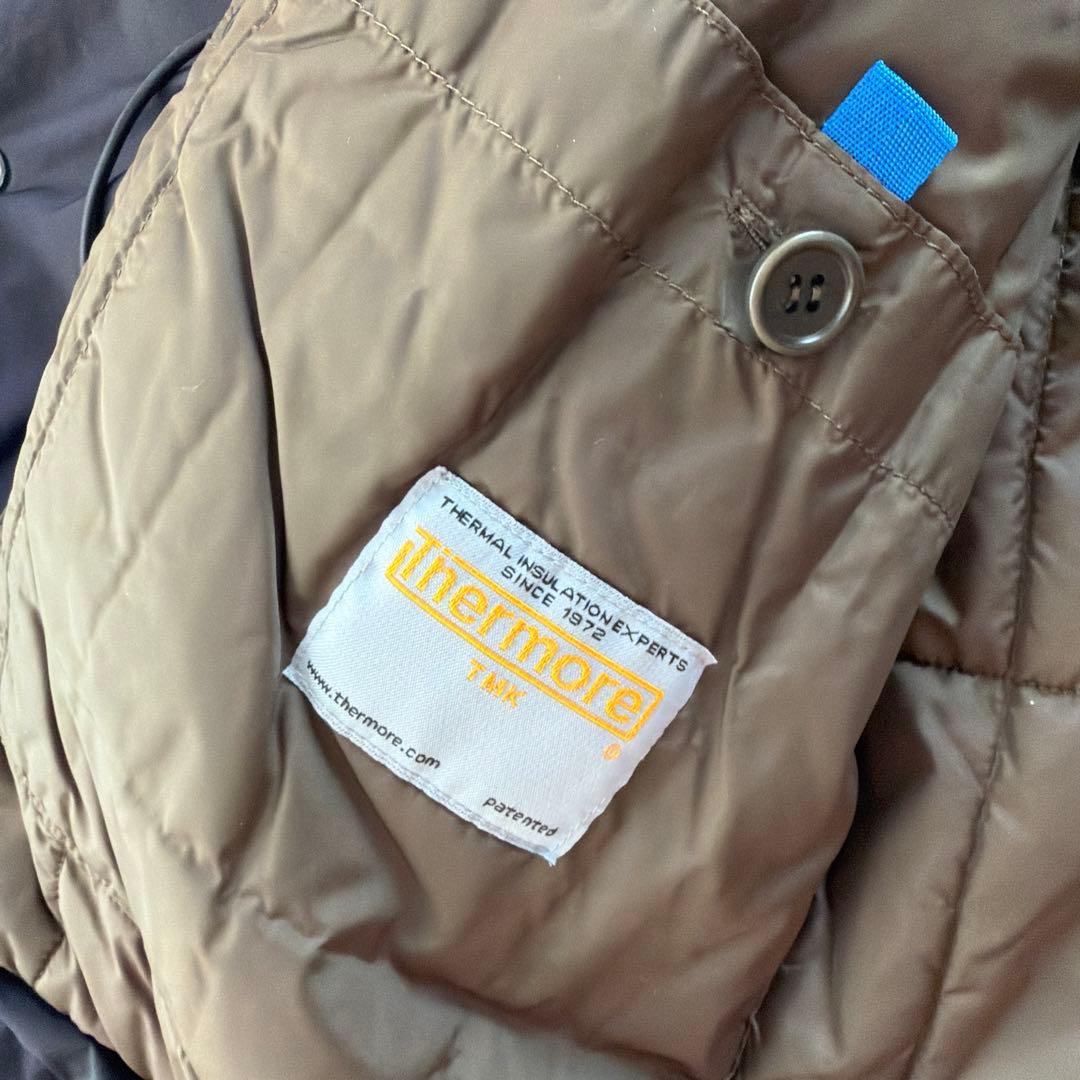 THERMAL INSULATION EXPERTS
SINCE 1972
Thermore
®
TMK
www.thermore.com
patented